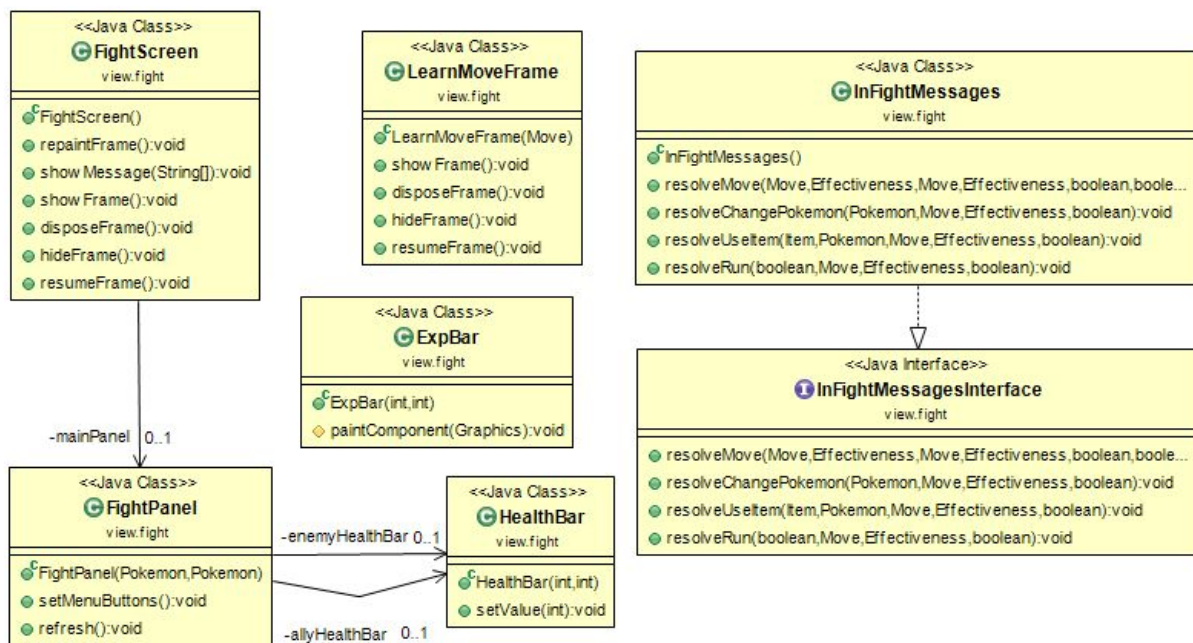 <<Java Class>>
FightScreen
view.fight
FightScreen()
repaintFrame():void
showMessage(String[]):void
showFrame():void
disposeFrame():void
hideFrame():void
resumeFrame():void
<<Java Class>>
LearnMoveFrame
view.fight
LearnMoveFrame(Move)
showFrame():void
disposeFrame():void
hideFrame():void
resumeFrame():void
<<Java Class>>
InFightMessages
view.fight
InFightMessages()
resolveMove(Move,Effectiveness,Move,Effectiveness,boolean,boole...
resolveChangePokemon(Pokemon,Move,Effectiveness,boolean):void
resolveUseItem(Item,Pokemon,Move,Effectiveness,boolean):void
resolveRun(boolean,Move,Effectiveness,boolean):void
<<Java Class>>
ExpBar
view.fight
ExpBar(int,int)
paintComponent(Graphics):void
<<Java Interface>>
InFightMessagesInterface
view.fight
resolveMove(Move,Effectiveness,Move,Effectiveness,boolean,boole...
resolveChangePokemon(Pokemon,Move,Effectiveness,boolean):void
resolveUseItem(Item,Pokemon,Move,Effectiveness,boolean):void
resolveRun(boolean,Move,Effectiveness,boolean):void
-mainPanel 0..1
<<Java Class>>
FightPanel
view.fight
FightPanel(Pokemon,Pokemon)
setMenuButtons():void
refresh():void
-enemyHealthBar 0..1
-allyHealthBar 0..1
<<Java Class>>
HealthBar
view.fight
HealthBar(int,int)
setValue(int):void